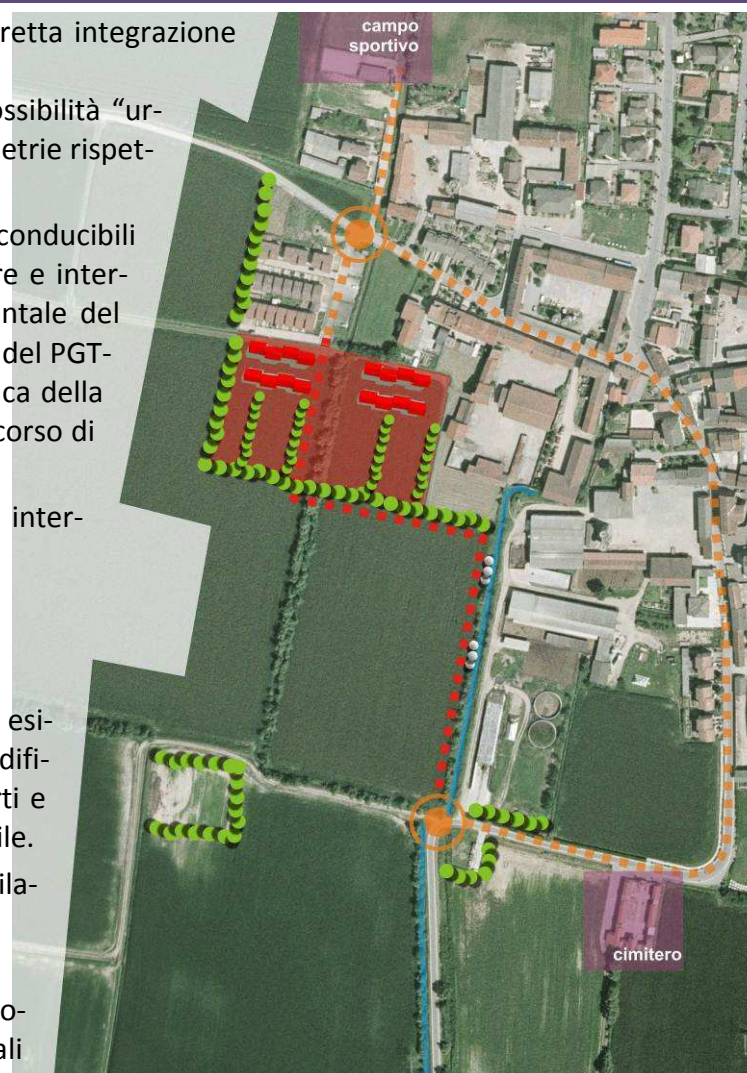 retta integrazione
ossibilità “ur-
etrie rispet-
conducibili
re e inter-
ntale del
del PGT-
ca della
corso di
inter-
esi-
difi-
rti e
ile.
ila-
o-
ali
campo
sportivo
cimitero